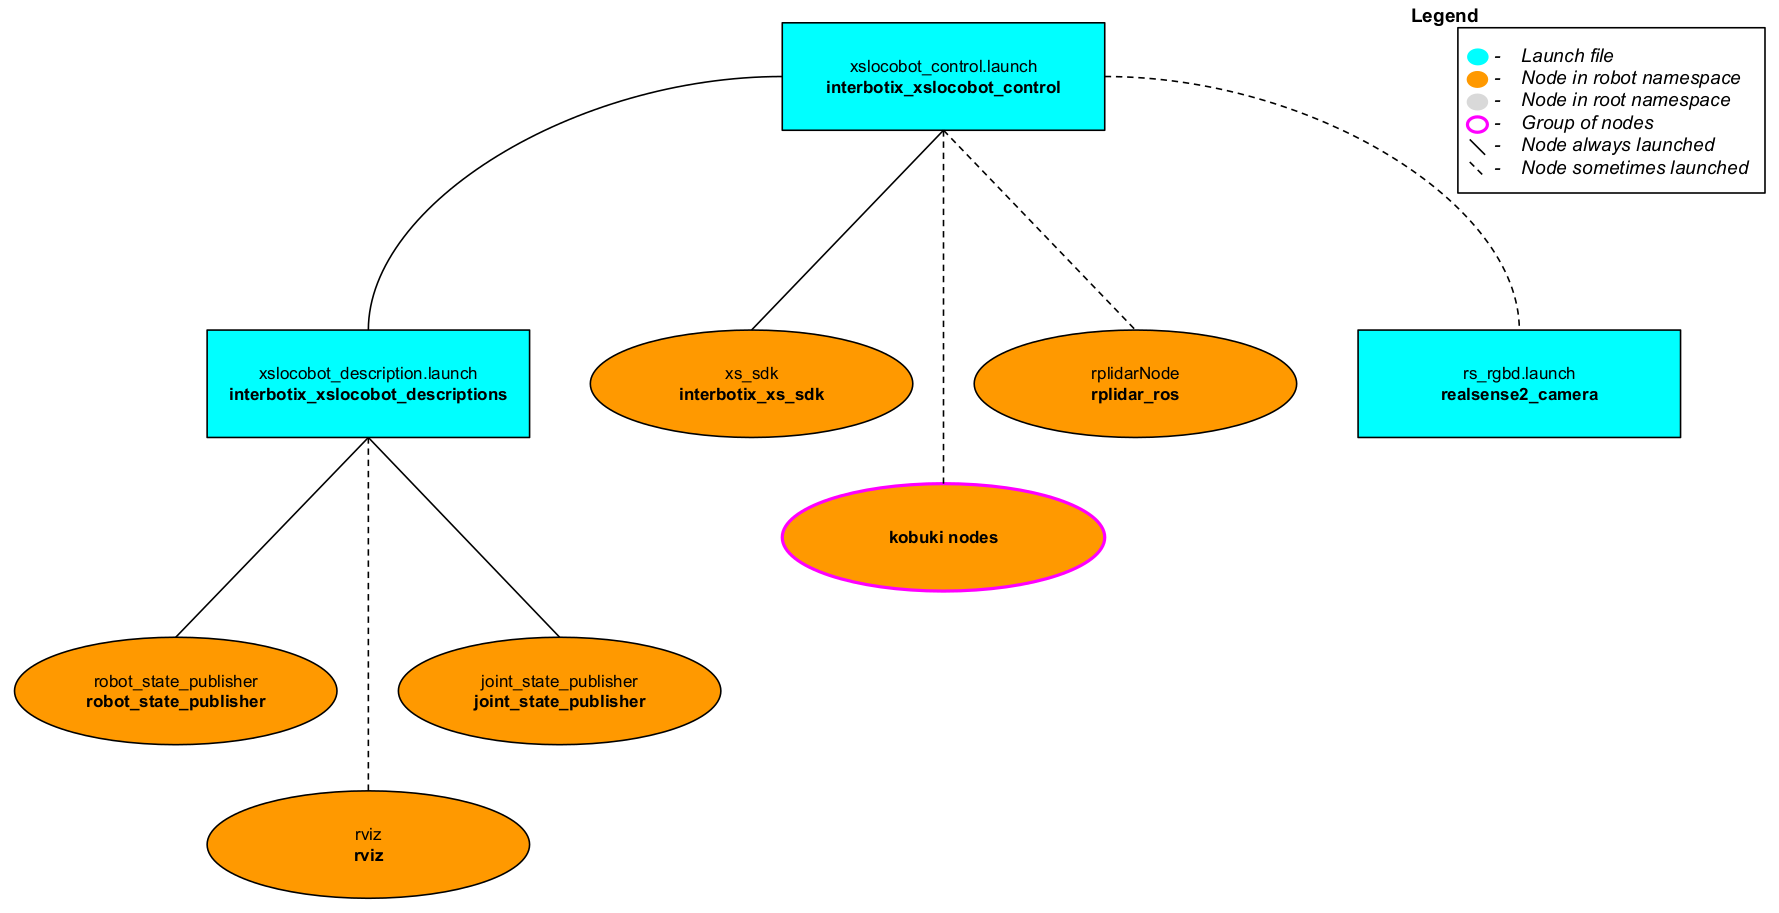 Legend
- Launch file
- Node in robot namespace
- Node in root namespace
- Group of nodes
- Node always launched
- Node sometimes launched
xslocobot_control.launch
interbotix_xslocobot_control
xslocobot_description.launch
interbotix_xslocobot_descriptions
xs_sdk
interbotix_xs_sdk
rplidarNode
rplidar_ros
rs_rgbd.launch
realsense2_camera
kobuki nodes
robot_state_publisher
robot_state_publisher
joint_state_publisher
joint_state_publisher
rviz
rviz